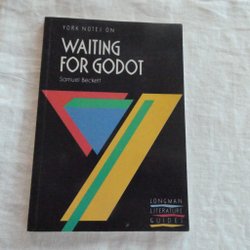 YORK NOTES ON
WAITING
FOR GODOT
Samuel Beckett
LONGMAN
LITERATURE
GUIDES